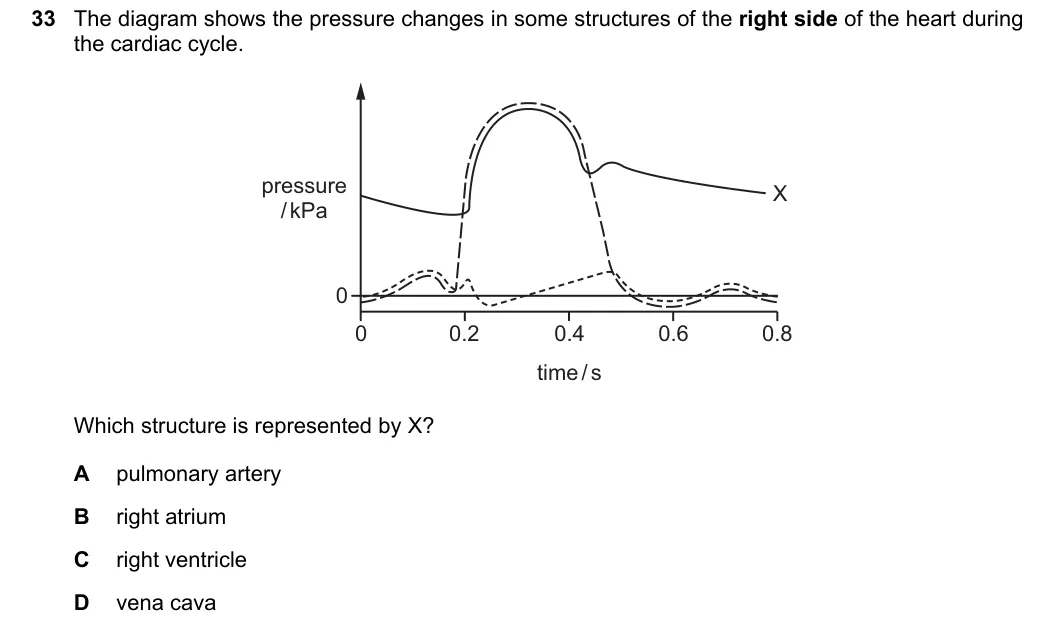 33 The diagram shows the pressure changes in some structures of the right side of the heart during
the cardiac cycle.
pressure
/ kPa
X
0
0 0.2 0.4 0.6 0.8
time / s
Which structure is represented by X?
A pulmonary artery
B right atrium
C right ventricle
D vena cava